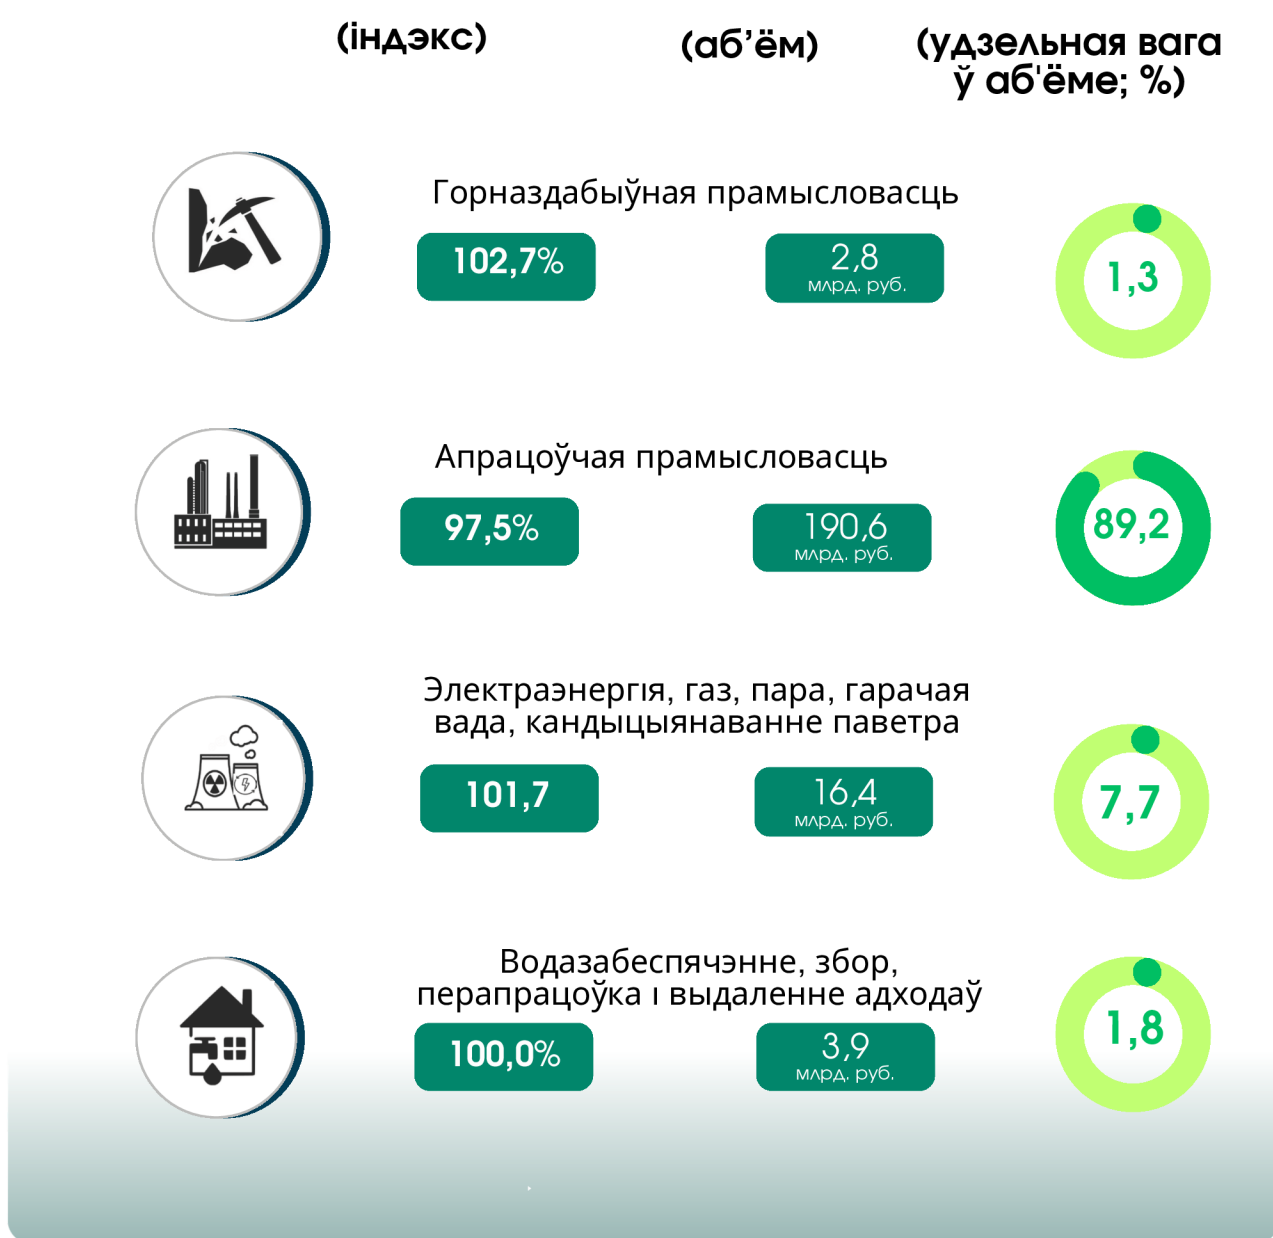 (індэкс)
(аб’ём)
(удзельная вага
ў аб'ёме; %)
Горназдабыўная прамысловасць
102,7%
2,8
млрд. руб.
1,3
Апрацоўчая прамысловасць
97,5%
190,6
млрд. руб.
89,2
Электраэнергія, газ, пара, гарачая
вада, кандыцыянаванне паветра
101,7
16,4
млрд. руб.
7,7
Водазабеспячэнне, збор,
перапрацоўка і выдаленне адходаў
100,0%
3,9
млрд. руб.
1,8